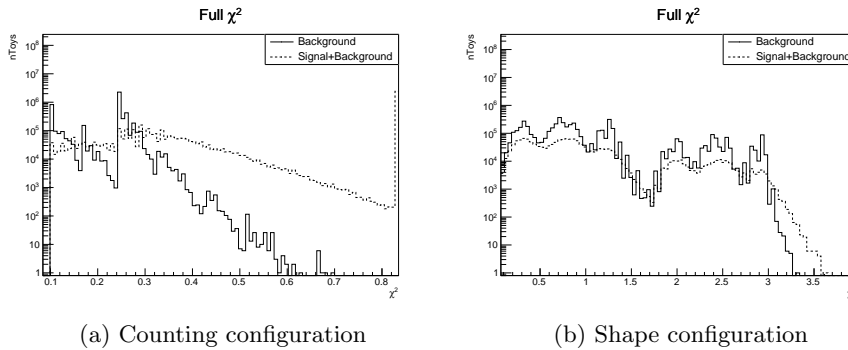 Full χ²
nToys
10⁸
10⁷
10⁶
10⁵
10⁴
10³
10²
10
1
Background
Signal+Background
0.1 0.2 0.3 0.4 0.5 0.6 0.7 0.8
χ²
(a) Counting configuration
Full χ²
nToys
10⁸
10⁷
10⁶
10⁵
10⁴
10³
10²
10
1
Background
Signal+Background
0.5 1 1.5 2 2.5 3 3.5
(b) Shape configuration